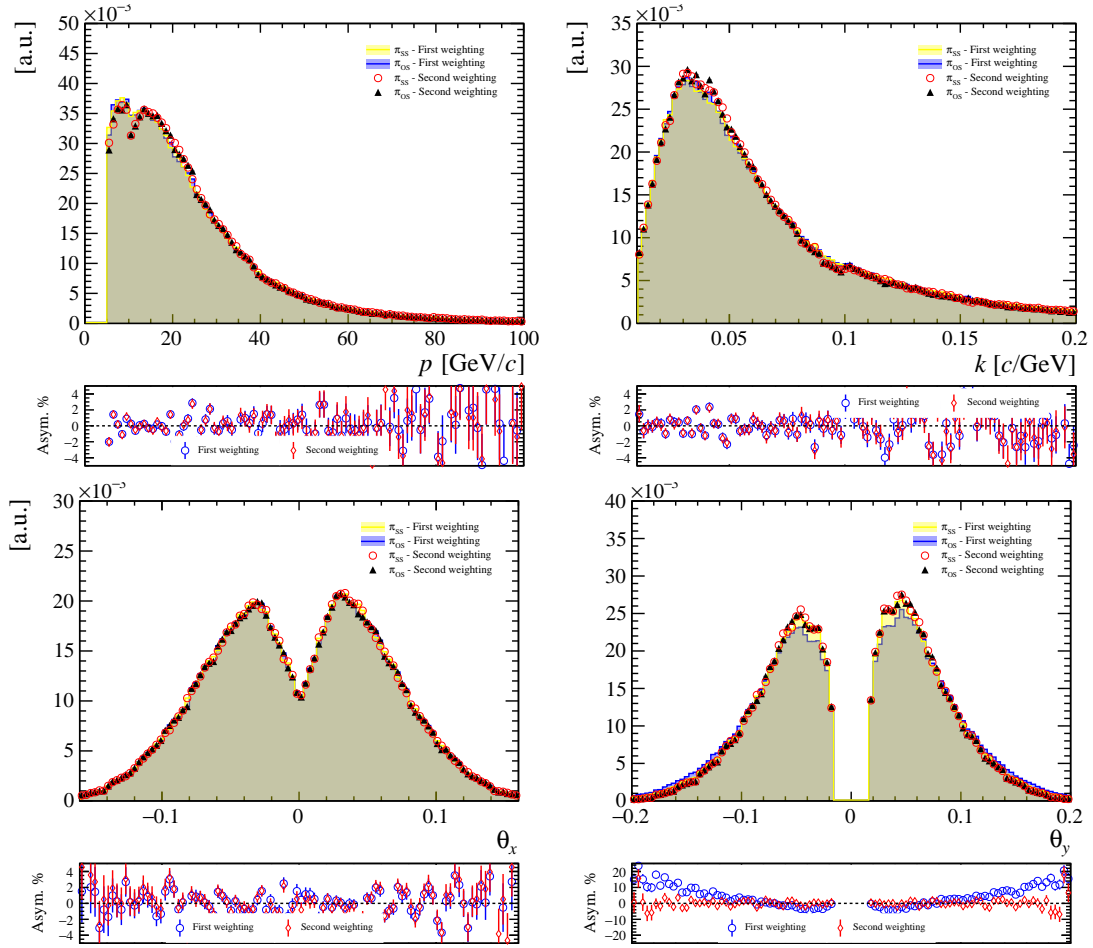 50 ×10⁻³
[a.u.]
45
40
35
30
25
20
15
10
5
0
π_SS - First weighting
π_OS - First weighting
π_SS - Second weighting
π_OS - Second weighting
0 20 40 60 80 100
p [GeV/c]
35 ×10⁻³
[a.u.]
30
25
20
15
10
5
0
π_SS - First weighting
π_OS - First weighting
π_SS - Second weighting
π_OS - Second weighting
0.05 0.1 0.15 0.2
k [c/GeV]
Asym. %
4
2
0
−2
−4
First weighting Second weighting
Asym. %
4
2
0
−2
−4
First weighting Second weighting
30 ×10⁻³
[a.u.]
25
20
15
10
5
0
π_SS - First weighting
π_OS - First weighting
π_SS - Second weighting
π_OS - Second weighting
−0.1 0 0.1
θ_x
40 ×10⁻³
35
30
25
20
15
10
5
0
π_SS - First weighting
π_OS - First weighting
π_SS - Second weighting
π_OS - Second weighting
−0.2 −0.1 0 0.1 0.2
θ_y
Asym. %
4
2
0
−2
−4
First weighting Second weighting
Asym. %
20
10
0
−10
−20
First weighting Second weighting